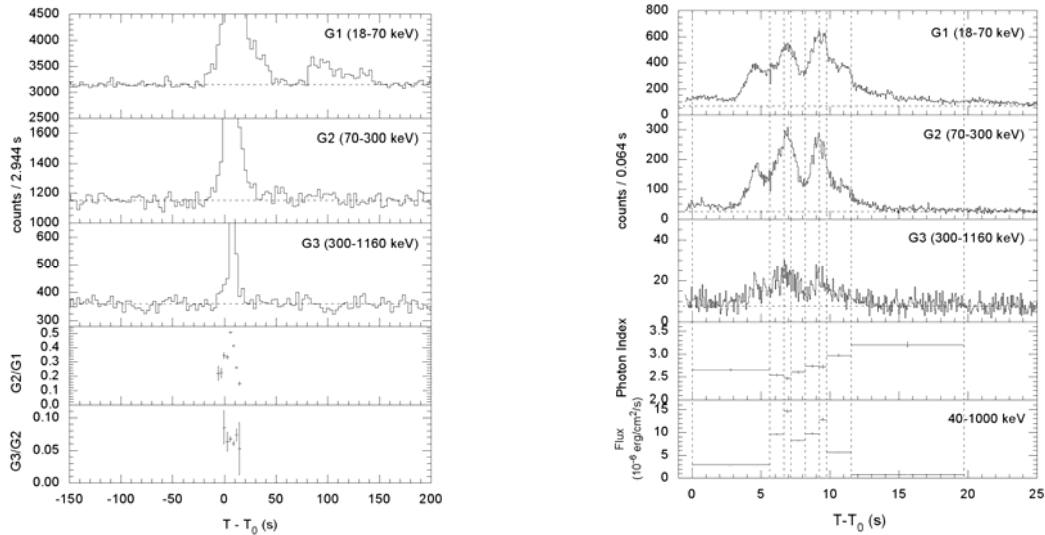 4500
4000
3500
3000
2500
G1 (18-70 keV)
1600
1400
1200
1000
G2 (70-300 keV)
counts / 2.944 s
600
500
400
300
G3 (300-1160 keV)
0.5
0.4
0.3
0.2
0.1
0.0
G2/G1
0.10
0.05
0.00
G3/G2
-150 -100 -50 0 50 100 150 200
T - T0 (s)
800
600
400
200
0
G1 (18-70 keV)
300
200
100
0
G2 (70-300 keV)
counts / 0.064 s
40
20
0
G3 (300-1160 keV)
3.5
3.0
2.5
2.0
Photon Index
15
10
5
0
Flux
(10-6 erg/cm2/s)
40-1000 keV
0 5 10 15 20 25
T-T0 (s)